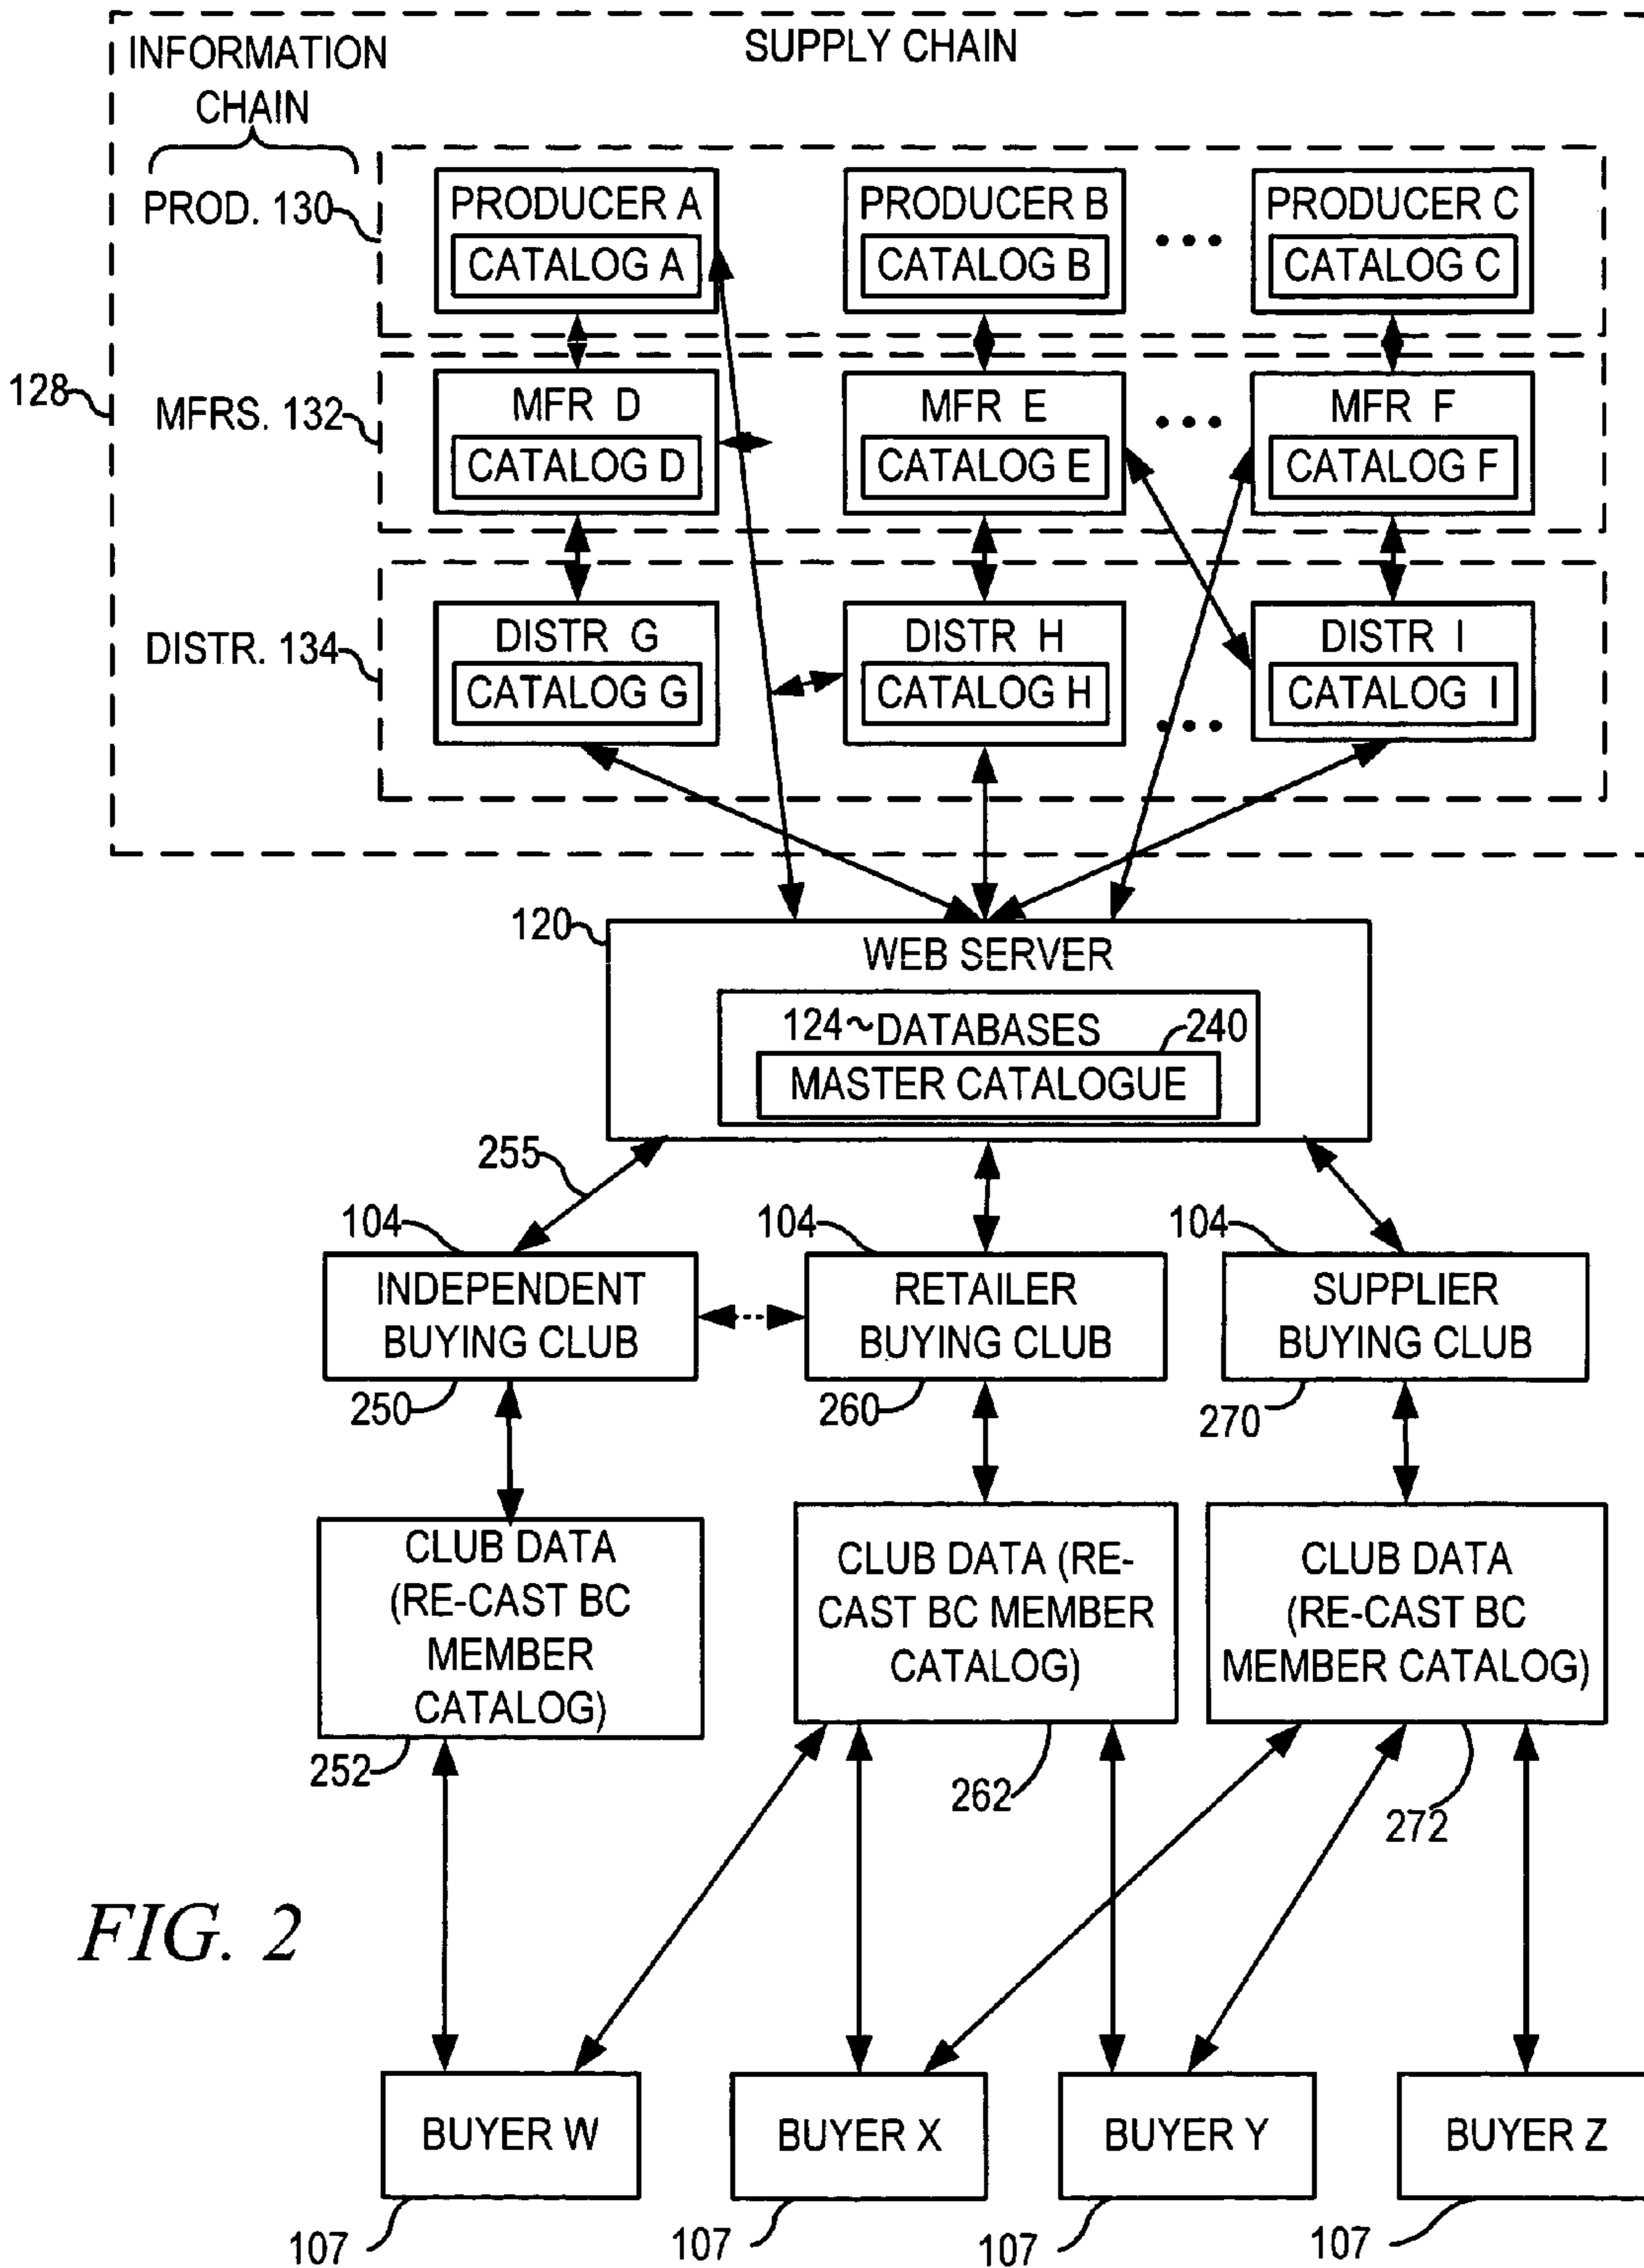 INFORMATION
CHAIN
SUPPLY CHAIN
PROD. 130
PRODUCER A
CATALOG A
PRODUCER B
CATALOG B
•••
PRODUCER C
CATALOG C
128
MFRS. 132
MFR D
CATALOG D
MFR E
CATALOG E
•••
MFR F
CATALOG F
DISTR. 134
DISTR G
CATALOG G
DISTR H
CATALOG H
•••
DISTR I
CATALOG I
120
WEB SERVER
124~DATABASES
240
MASTER CATALOGUE
255
104
104
104
INDEPENDENT
BUYING CLUB
RETAILER
BUYING CLUB
SUPPLIER
BUYING CLUB
250
260
270
CLUB DATA
(RE-CAST BC
MEMBER
CATALOG)
CLUB DATA (RE-
CAST BC MEMBER
CATALOG)
CLUB DATA
(RE-CAST BC
MEMBER CATALOG)
252
262
272
FIG. 2
BUYER W
BUYER X
BUYER Y
BUYER Z
107
107
107
107